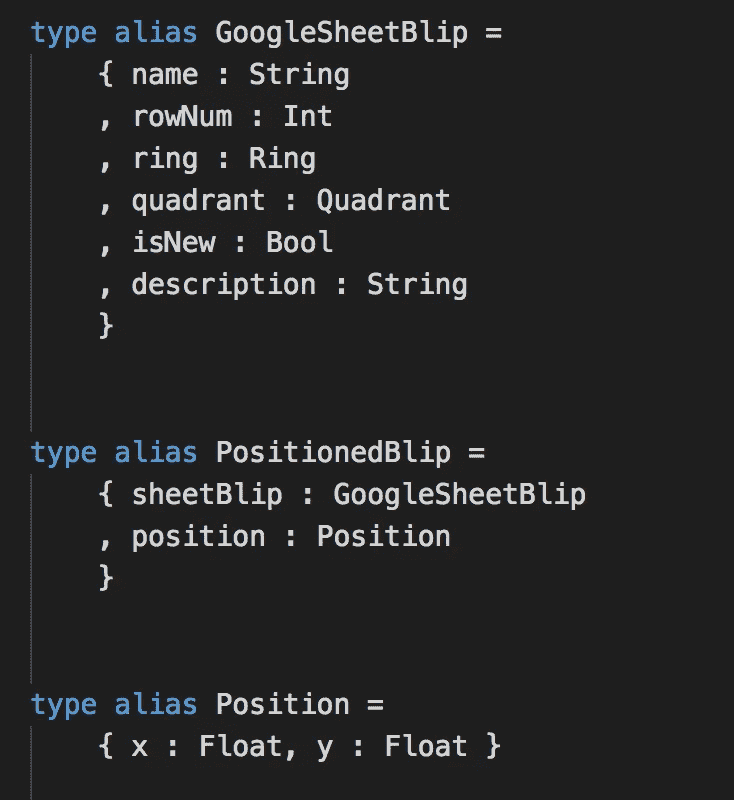 type alias GoogleSheetBlip =
    { name : String
    , rowNum : Int
    , ring : Ring
    , quadrant : Quadrant
    , isNew : Bool
    , description : String
    }
type alias PositionedBlip =
    { sheetBlip : GoogleSheetBlip
    , position : Position
    }
type alias Position =
    { x : Float, y : Float }